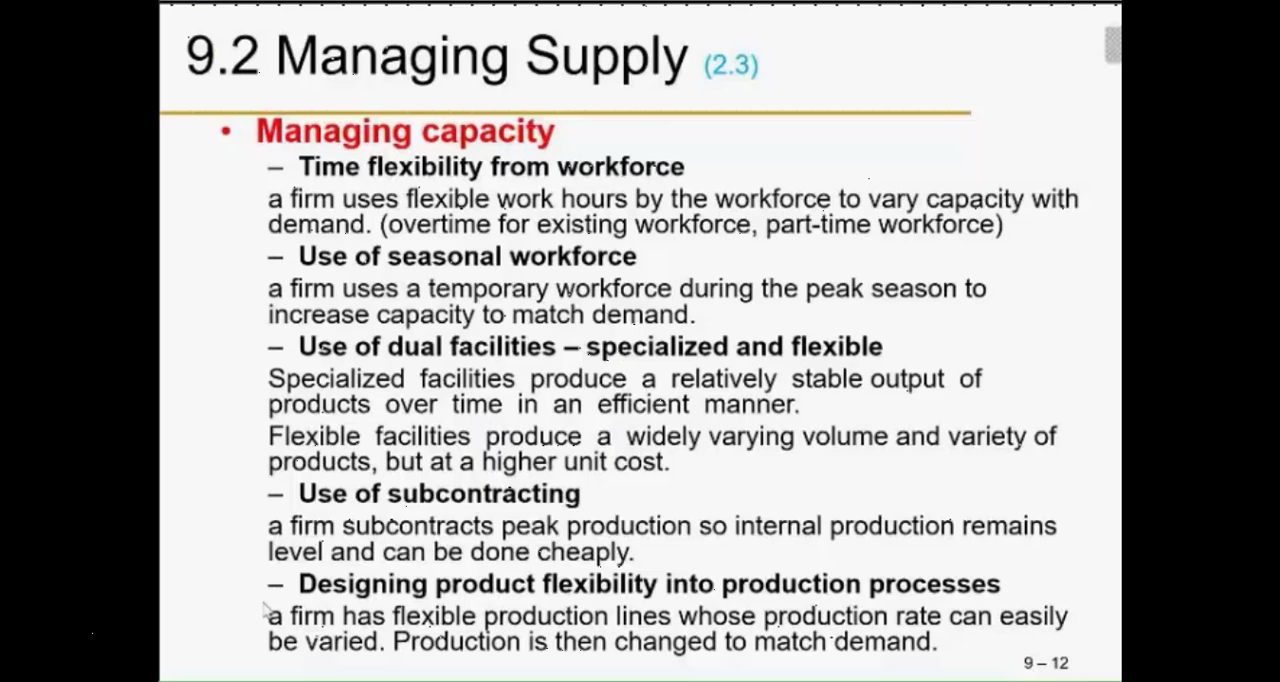 9.2 Managing Supply (2.3)
• Managing capacity
– Time flexibility from workforce
a firm uses flexible work hours by the workforce to vary capacity with
demand. (overtime for existing workforce, part-time workforce)
– Use of seasonal workforce
a firm uses a temporary workforce during the peak season to
increase capacity to match demand.
– Use of dual facilities – specialized and flexible
Specialized facilities produce a relatively stable output of
products over time in an efficient manner.
Flexible facilities produce a widely varying volume and variety of
products, but at a higher unit cost.
– Use of subcontracting
a firm subcontracts peak production so internal production remains
level and can be done cheaply.
– Designing product flexibility into production processes
a firm has flexible production lines whose production rate can easily
be varied. Production is then changed to match demand.
9 – 12